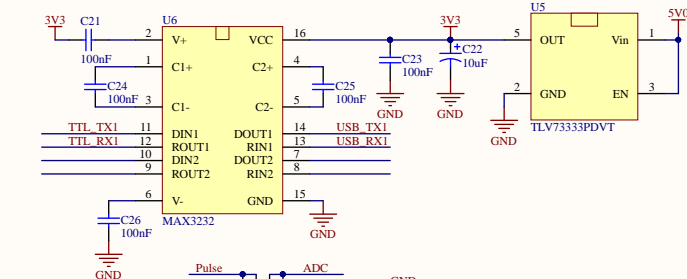 3V3 C21 U6 3V3 U5 5V0
2 V+ VCC 16 5 OUT Vin 1
100nF C23 100nF C22 10uF
1 C1+ C2+ 4
C24 100nF C25 100nF
3 C1- C2- 5 2 GND EN 3
GND GND
TTL_TX1 11 DIN1 DOUT1 14 USB_TX1 TLV73333PDVT
TTL_RX1 12 ROUT1 RIN1 13 USB_RX1 GND
10 DIN2 DOUT2 7
9 ROUT2 RIN2 8
6 V- GND 15
C26 100nF MAX3232
GND
GND Pulse ADC